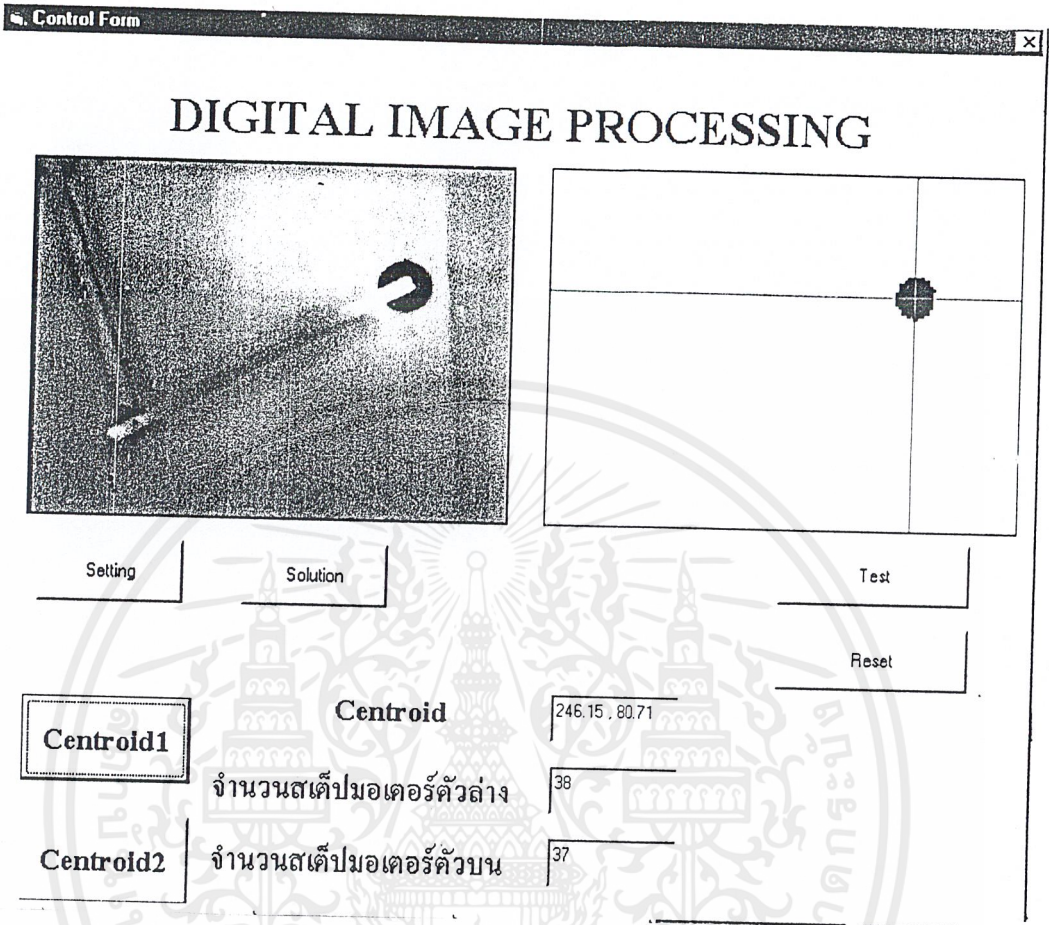 Control Form
DIGITAL IMAGE PROCESSING
Setting
Solution
Test
Reset
Centroid1
Centroid
246.15 , 80.71
จำนวนสเต็ปมอเตอร์ตัวล่าง
38
Centroid2
จำนวนสเต็ปมอเตอร์ตัวบน
37